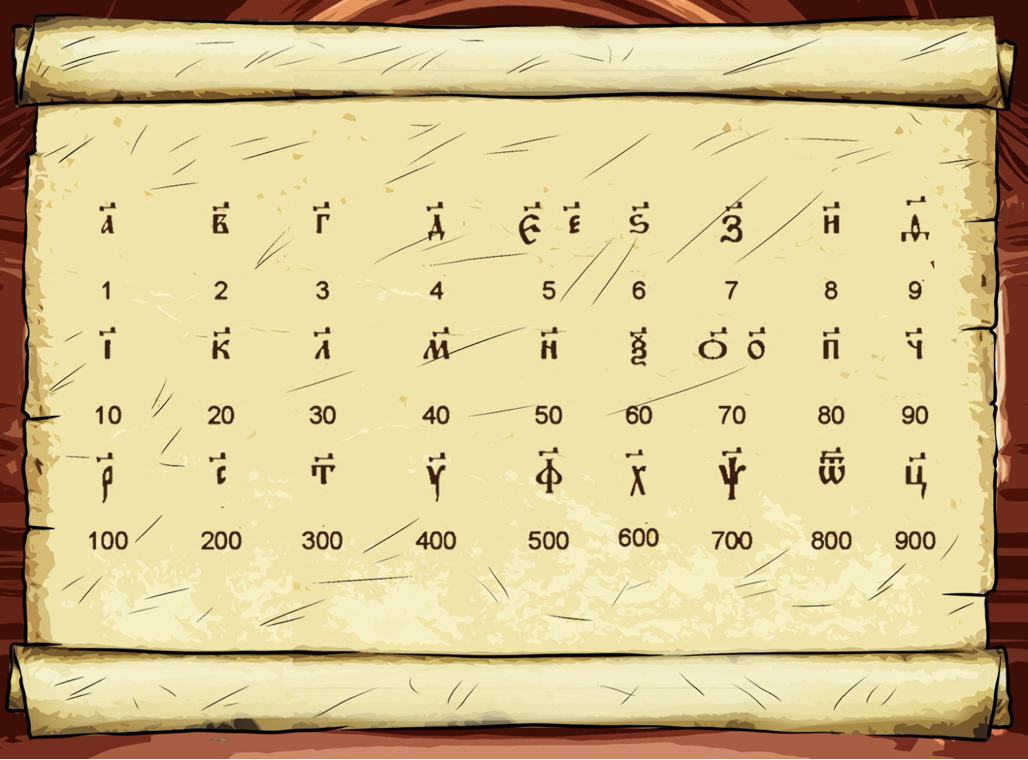 а҃ в҃ г҃ д҃ є҃ е҃ ѕ҃ з҃ и҃ ѳ҃
1 2 3 4 5 6 7 8 9
і҃ к҃ л҃ м҃ н҃ ѯ҃ ѻ҃ о҃ п҃ ч҃
10 20 30 40 50 60 70 80 90
р҃ с҃ т҃ у҃ ф҃ х҃ ѱ҃ ѿ҃ ц҃
100 200 300 400 500 600 700 800 900